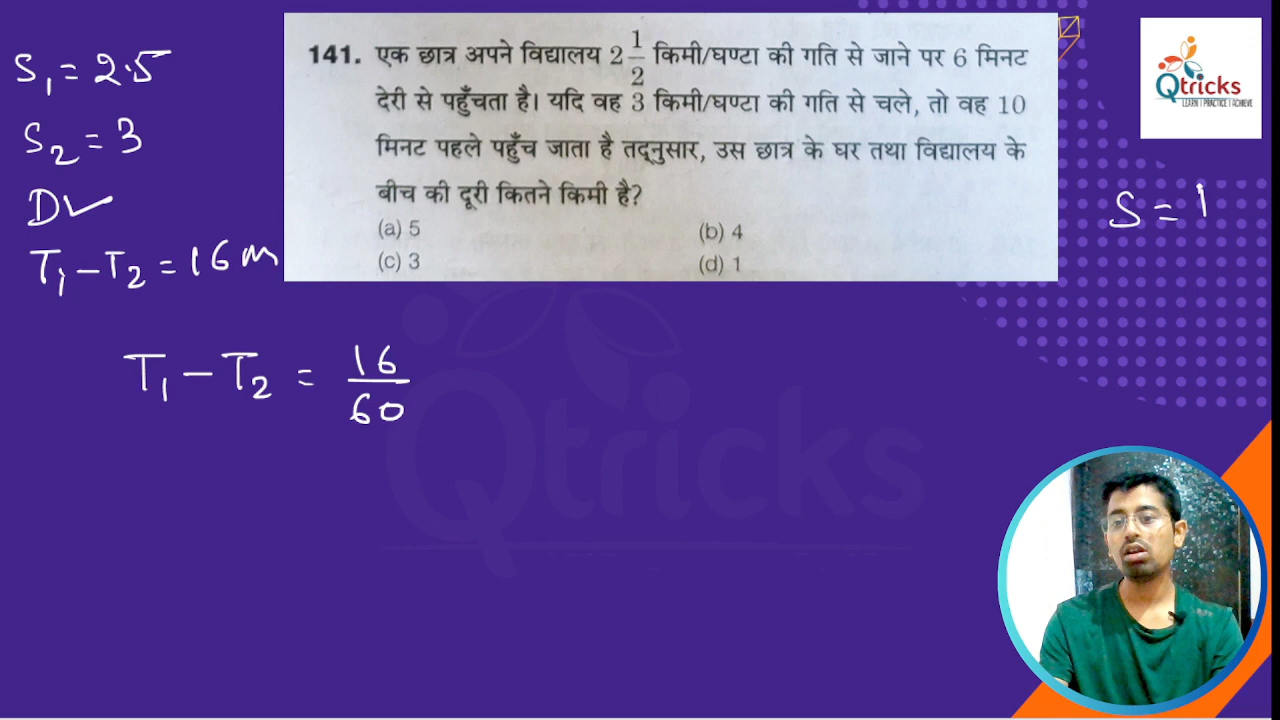 S₁ = 2.5
S₂ = 3
D✓
T₁ - T₂ = 16m
141. एक छात्र अपने विद्यालय 2 1/2 किमी/घण्टा की गति से जाने पर 6 मिनट
देरी से पहुँचता है। यदि वह 3 किमी/घण्टा की गति से चले, तो वह 10
मिनट पहले पहुँच जाता है तद्नुसार, उस छात्र के घर तथा विद्यालय के
बीच की दूरी कितने किमी है?
(a) 5 (b) 4
(c) 3 (d) 1
Qtricks
LEARN | PRACTICE | ACHIEVE
S = 1
T₁ - T₂ = 16/60
Qtricks